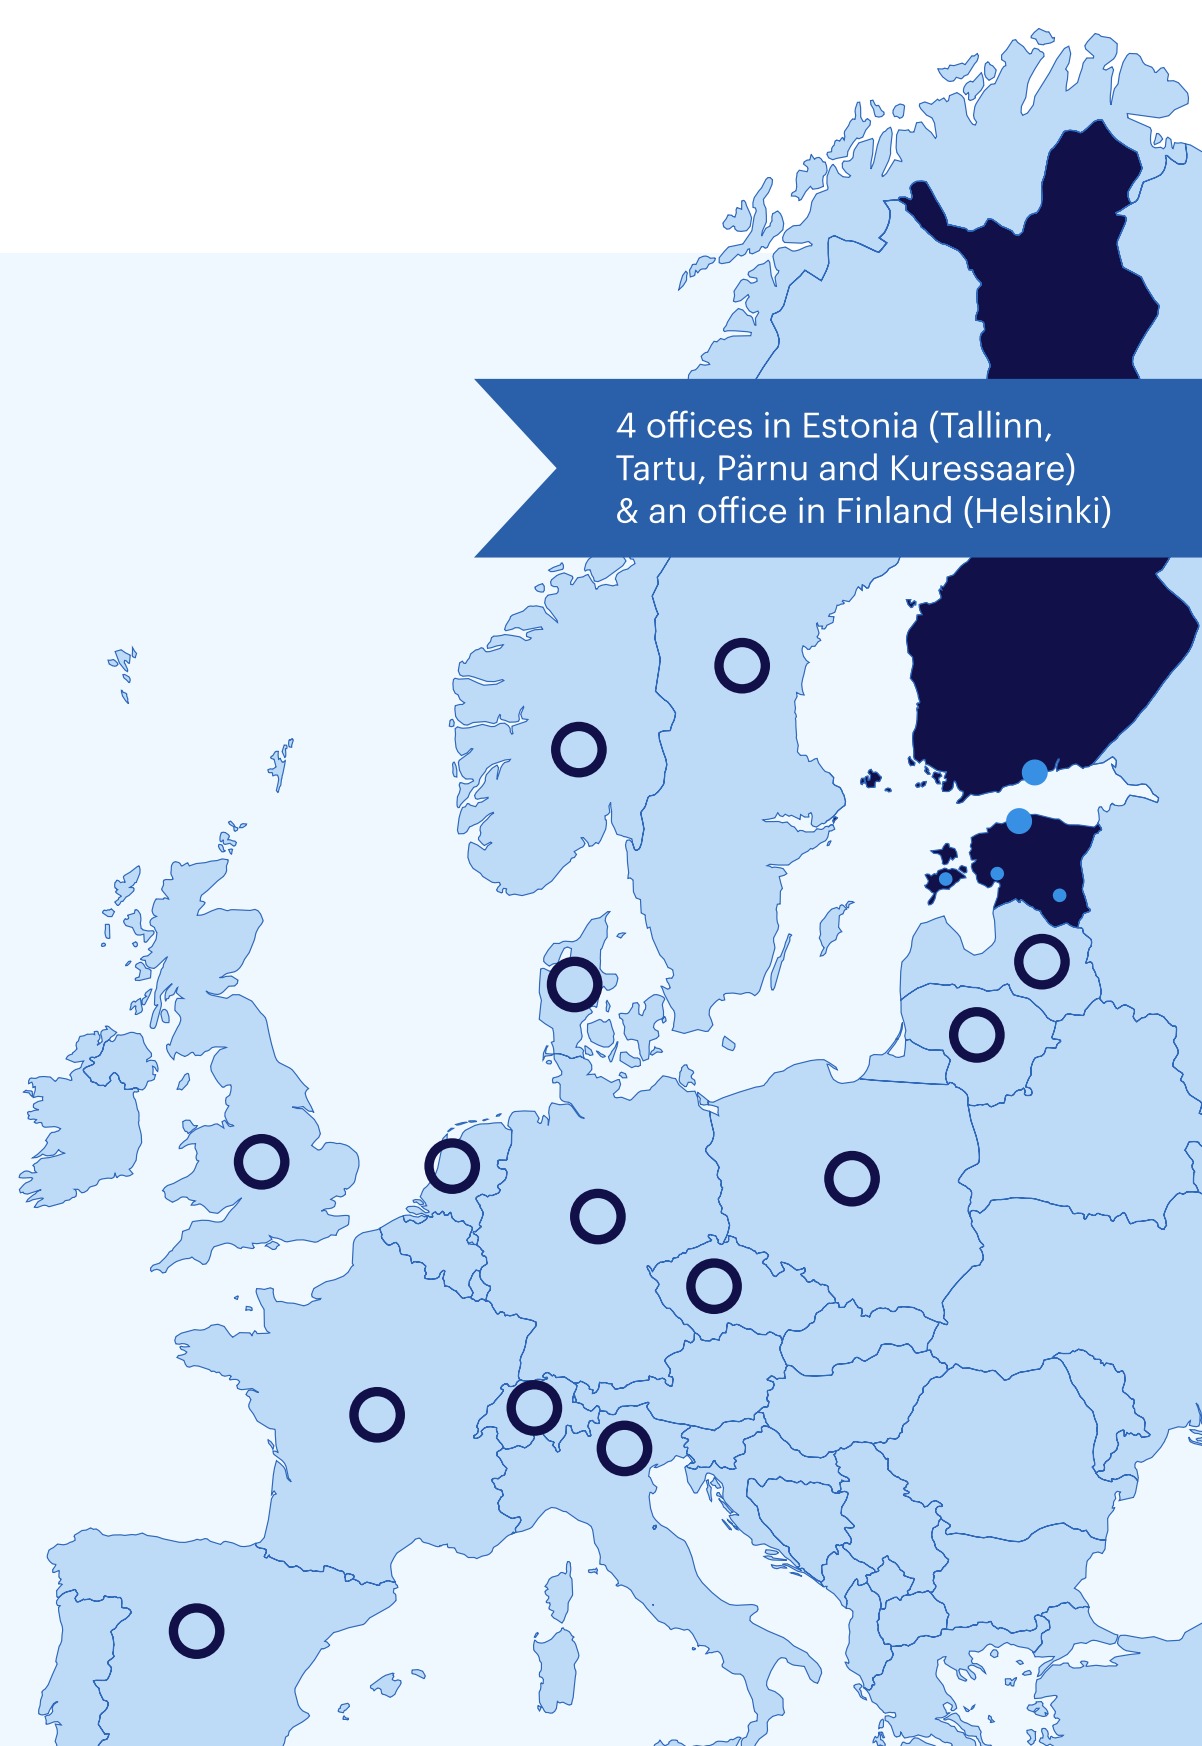 4 offices in Estonia (Tallinn,
Tartu, Pärnu and Kuressaare)
& an office in Finland (Helsinki)